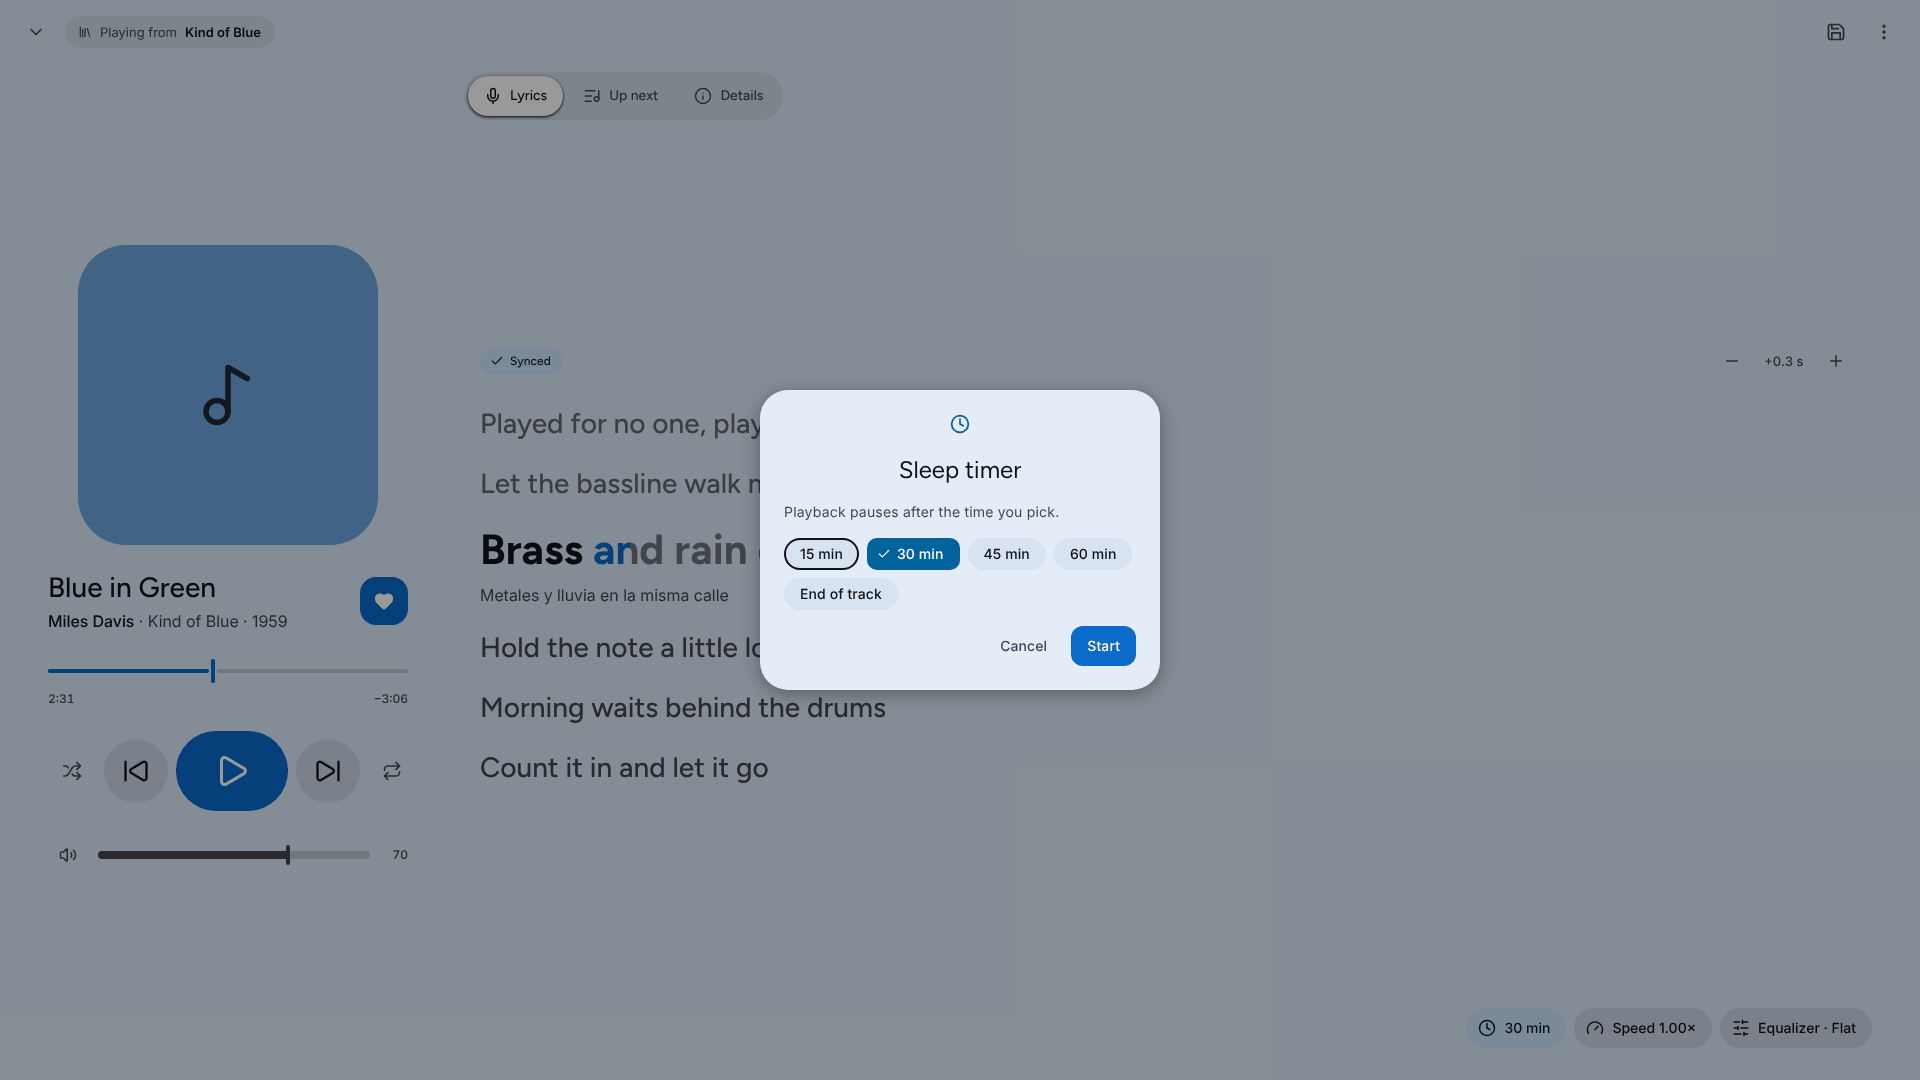 Playing from Kind of Blue
Lyrics
Up next
Details
Blue in Green
Miles Davis · Kind of Blue · 1959
2:31
−3:06
70
Synced
+0.3 s
Played for no one, play
Let the bassline walk
Brass and rain
Metales y lluvia en la misma calle
Hold the note a little
Morning waits behind the drums
Count it in and let it go
Sleep timer
Playback pauses after the time you pick.
15 min
30 min
45 min
60 min
End of track
Cancel
Start
30 min
Speed 1.00×
Equalizer · Flat